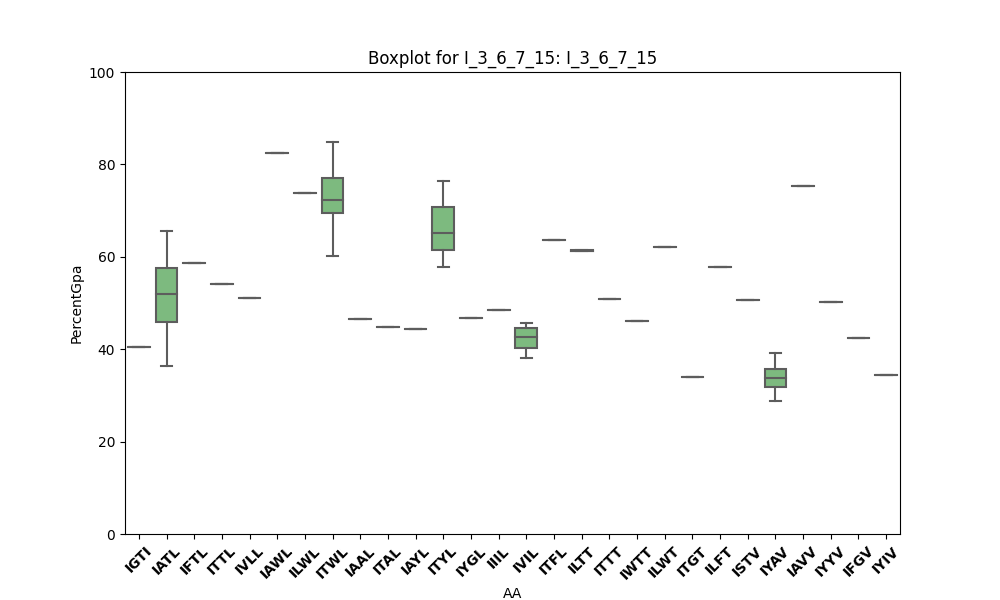 Boxplot for I_3_6_7_15: I_3_6_7_15
100
80
60
40
20
0
PercentGpa
IGTI IATL IFTL ITTL IVLL IAWL ILWL ITWL IAAL ITAL IAYL ITYL IYGL IIIL IVIL ITFL ILTT ITTT IWTT ILWT ITGT ILFT ISTV IYAV IAVV IYYV IFGV IYIV
AA